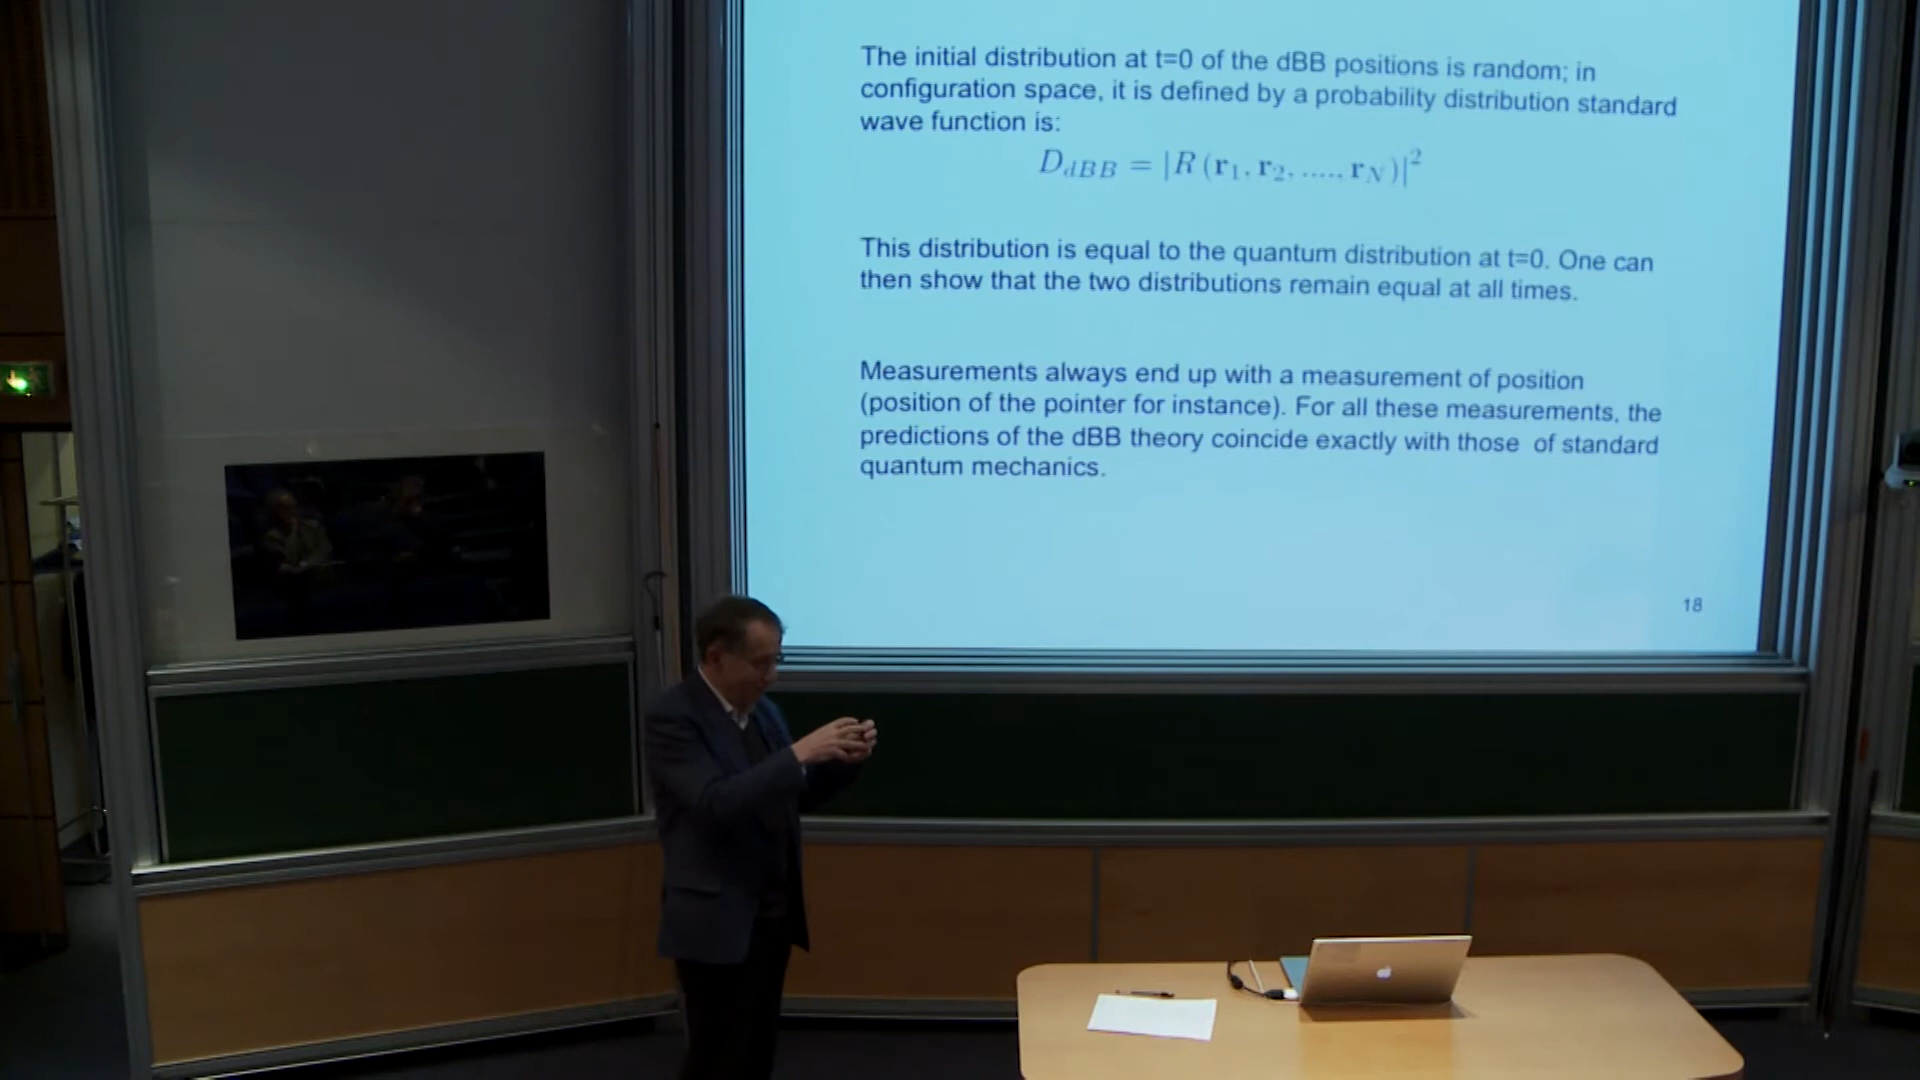 The initial distribution at t=0 of the dBB positions is random; in
configuration space, it is defined by a probability distribution standard
wave function is:
D_{dBB} = |R (r_1, r_2, ....., r_N)|^2
This distribution is equal to the quantum distribution at t=0. One can
then show that the two distributions remain equal at all times.
Measurements always end up with a measurement of position
(position of the pointer for instance). For all these measurements, the
predictions of the dBB theory coincide exactly with those of standard
quantum mechanics.
18